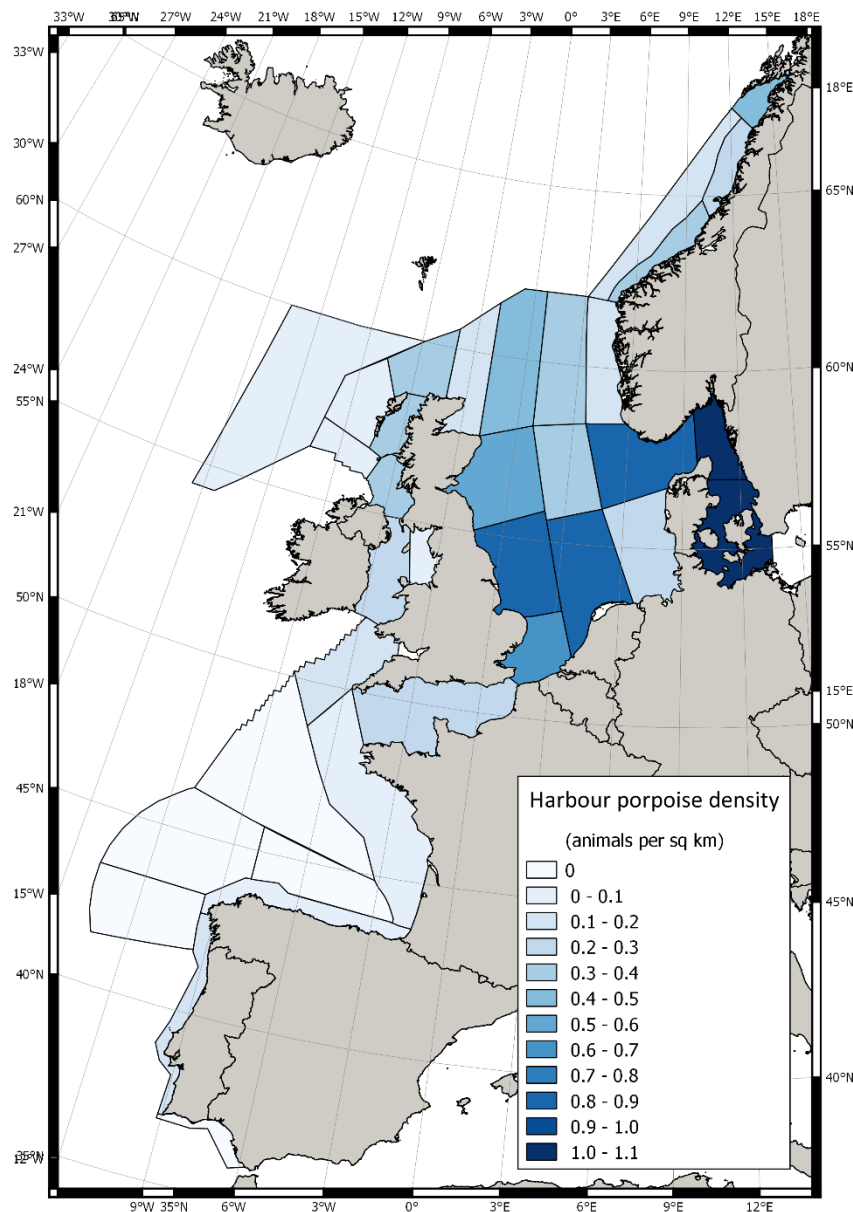 33°W 65°N 30°W 27°W 24°W 21°W 18°W 15°W 12°W 9°W 6°W 3°W 0° 3°E 6°E 9°E 12°E 15°E 18°E
33°W
30°W
60°N
27°W
24°W
55°N
21°W
50°N
18°W
45°N
15°W
40°N
12°W
18°E
65°N
60°N
55°N
15°E
50°N
45°N
40°N
Harbour porpoise density
(animals per sq km)
0
0 - 0.1
0.1 - 0.2
0.2 - 0.3
0.3 - 0.4
0.4 - 0.5
0.5 - 0.6
0.6 - 0.7
0.7 - 0.8
0.8 - 0.9
0.9 - 1.0
1.0 - 1.1
9°W 35°N 6°W 3°W 0° 3°E 6°E 9°E 12°E